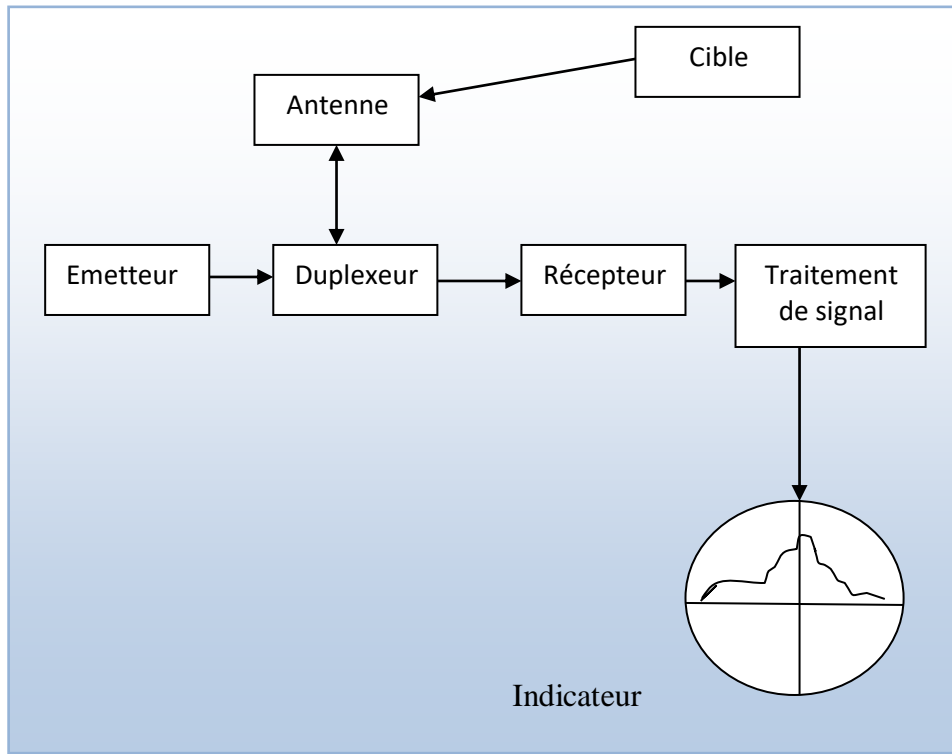 Cible
Antenne
Emetteur
Duplexeur
Récepteur
Traitement
de signal
Indicateur